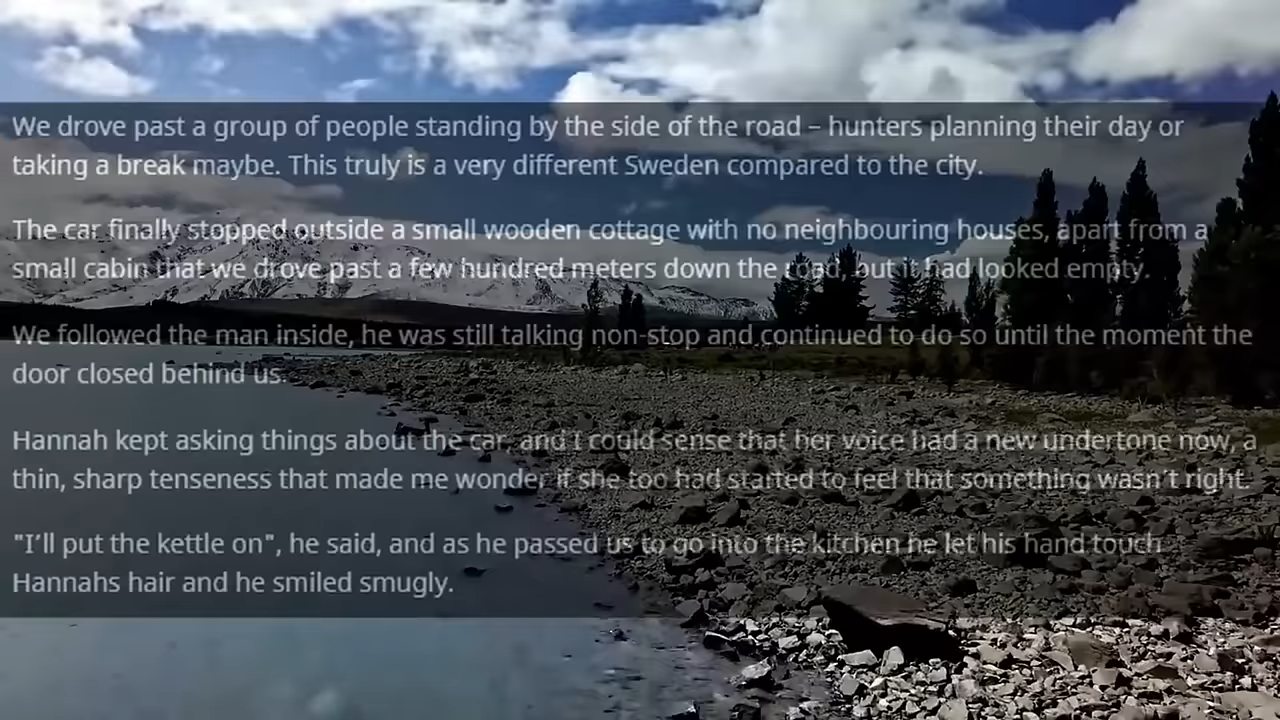 We drove past a group of people standing by the side of the road – hunters planning their day or
taking a break maybe. This truly is a very different Sweden compared to the city.
The car finally stopped outside a small wooden cottage with no neighbouring houses, apart from a
small cabin that we drove past a few hundred meters down the road, but it had looked empty.
We followed the man inside, he was still talking non-stop and continued to do so until the moment the
door closed behind us.
Hannah kept asking things about the car, and I could sense that her voice had a new undertone now, a
thin, sharp tenseness that made me wonder if she too had started to feel that something wasn't right.
"I'll put the kettle on", he said, and as he passed us to go into the kitchen he let his hand touch
Hannahs hair and he smiled smugly.